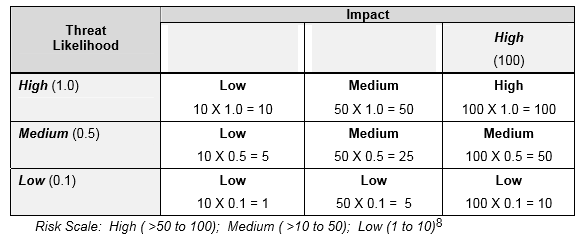 Threat Likelihood
Impact
High
(100)
High (1.0)
Low
10 X 1.0 = 10
Medium
50 X 1.0 = 50
High
100 X 1.0 = 100
Medium (0.5)
Low
10 X 0.5 = 5
Medium
50 X 0.5 = 25
Medium
100 X 0.5 = 50
Low (0.1)
Low
10 X 0.1 = 1
Low
50 X 0.1 = 5
Low
100 X 0.1 = 10
Risk Scale: High ( >50 to 100); Medium ( >10 to 50); Low (1 to 10)8